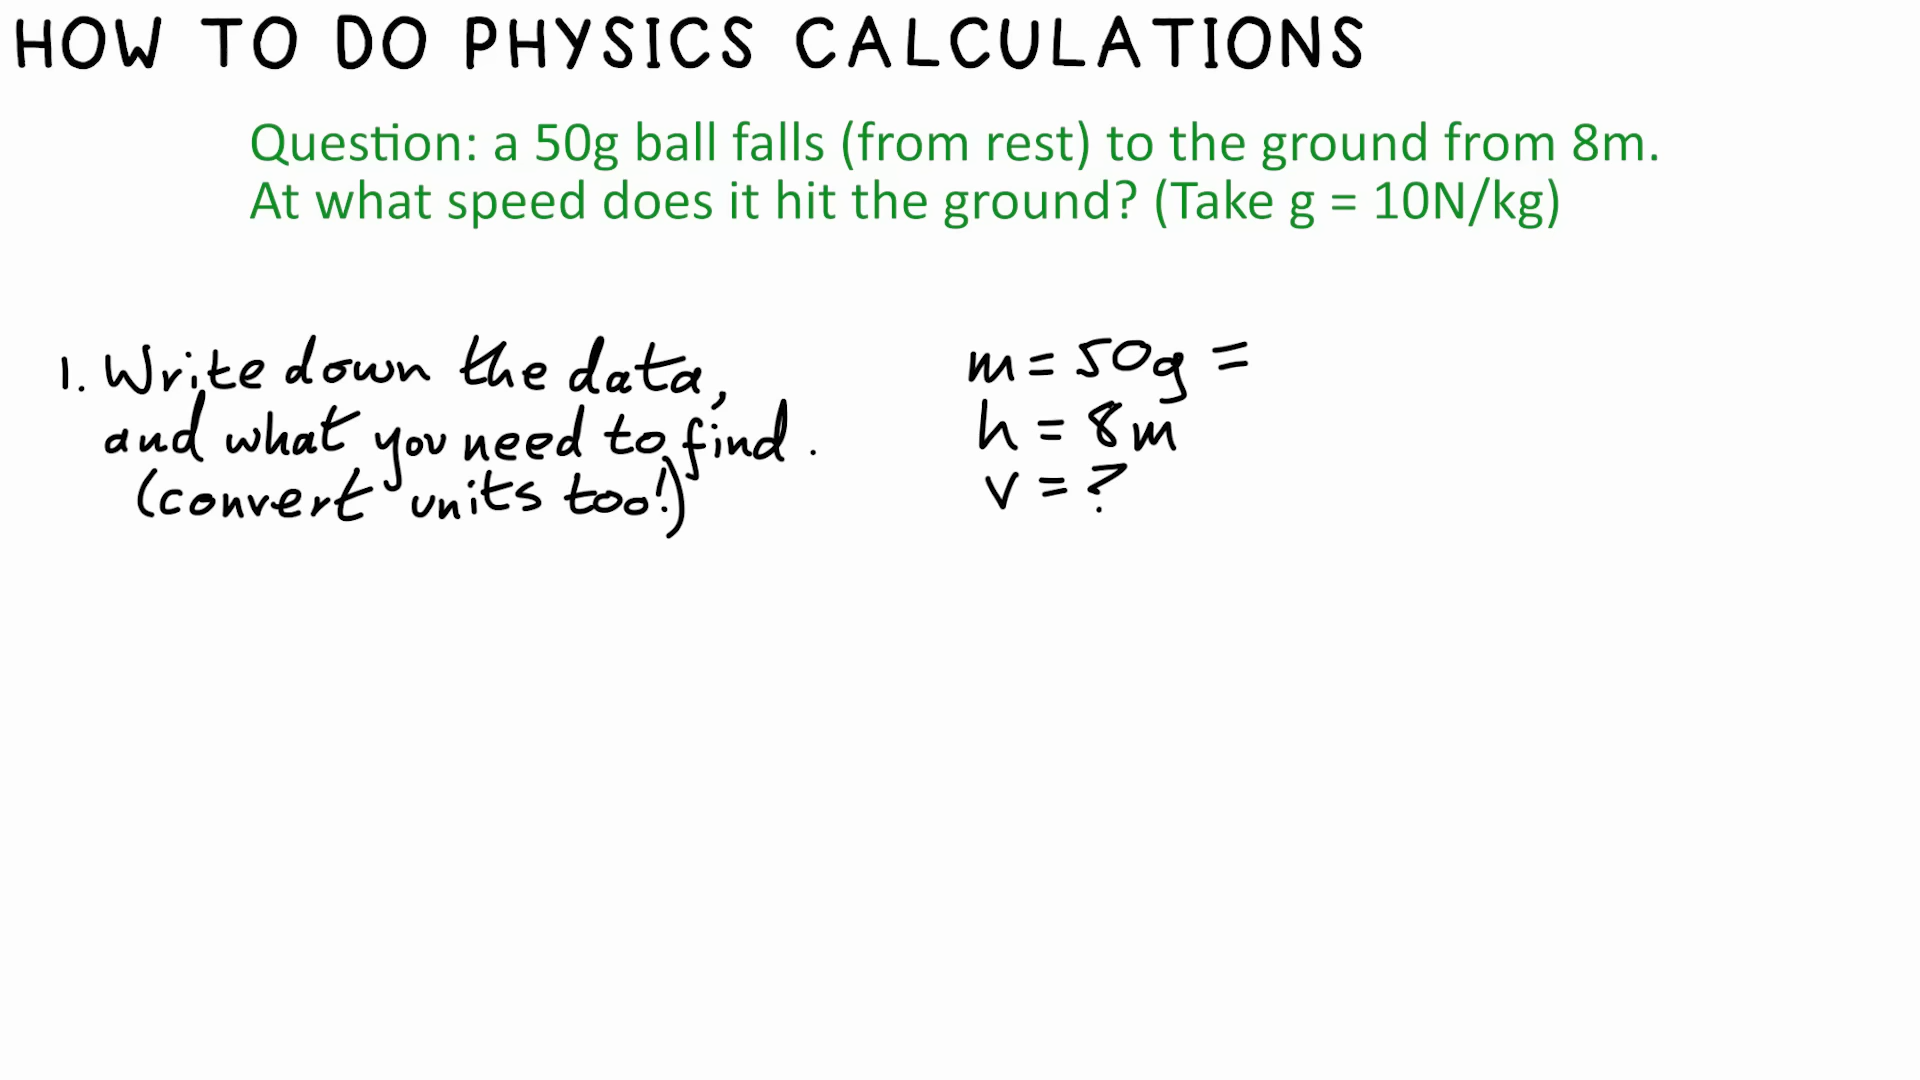 HOW TO DO PHYSICS CALCULATIONS
Question: a 50g ball falls (from rest) to the ground from 8m.
At what speed does it hit the ground? (Take g = 10N/kg)
1. Write down the data,
and what you need to find.
(convert units too!)
m = 50g =
h = 8m
v = ?